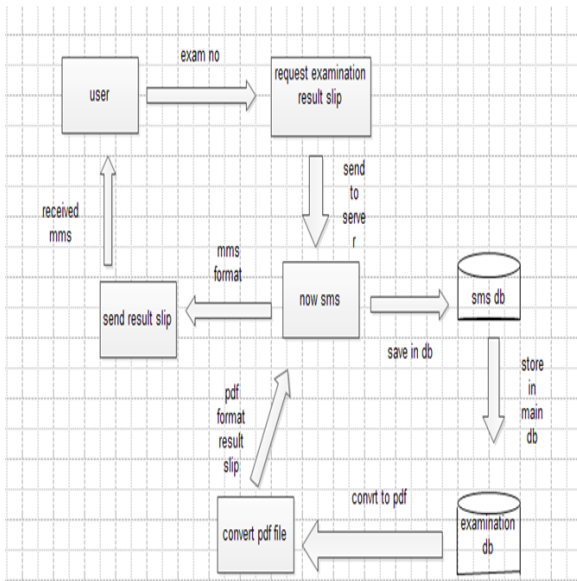 exam no
user
request examination
result slip
send
to
serve
r
received
mms
mms
format
now sms
sms db
send result slip
save in db
store
in
main
db
pdf
format
result
slip
convrt to pdf
convert pdf file
examination
db